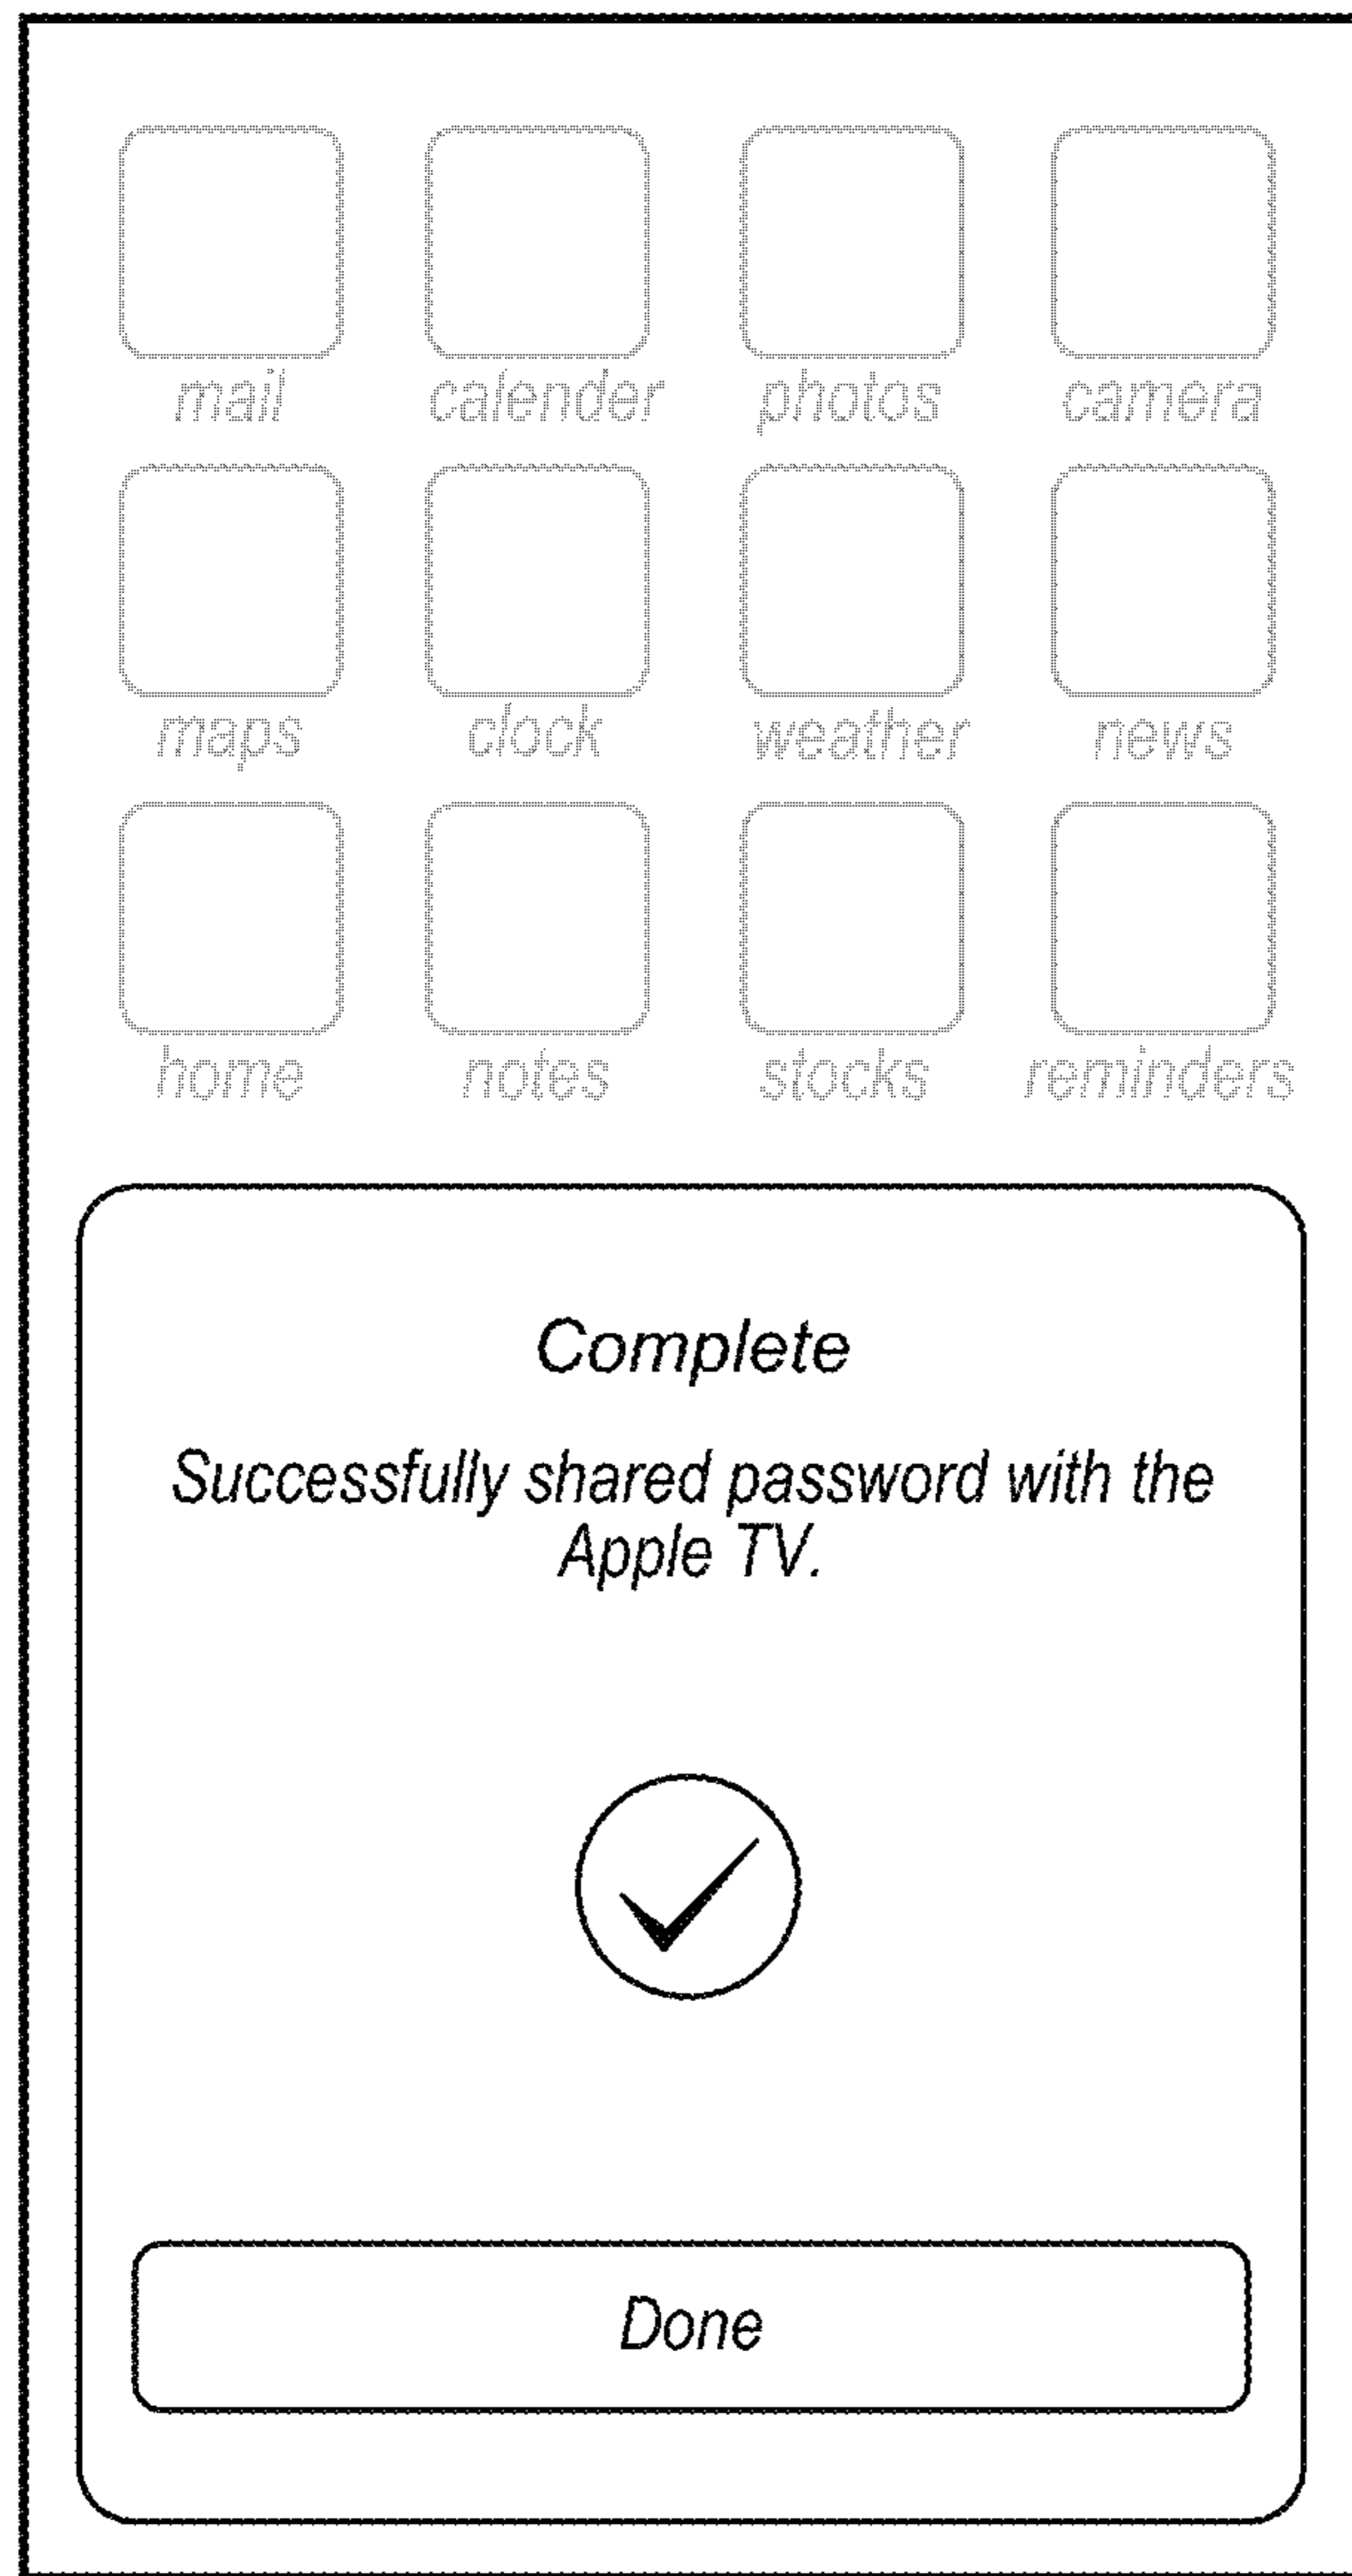 mail calender photos camera
maps clock weather news
home notes stocks reminders
Complete
Successfully shared password with the
Apple TV.
Done